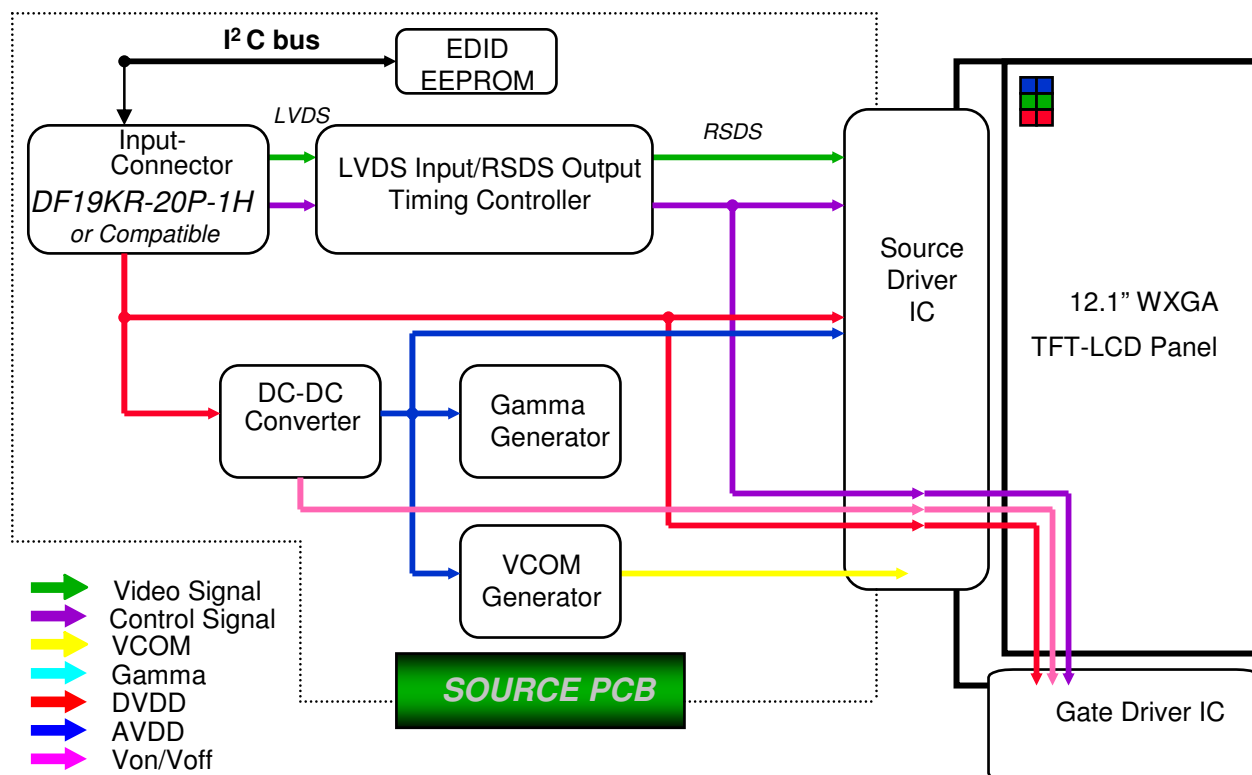 I² C bus
EDID
EEPROM
LVDS
RSDS
Input-
Connector
DF19KR-20P-1H
or Compatible
LVDS Input/RSDS Output
Timing Controller
Source
Driver
IC
12.1” WXGA
TFT-LCD Panel
DC-DC
Converter
Gamma
Generator
VCOM
Generator
Video Signal
Control Signal
VCOM
Gamma
DVDD
AVDD
Von/Voff
SOURCE PCB
Gate Driver IC